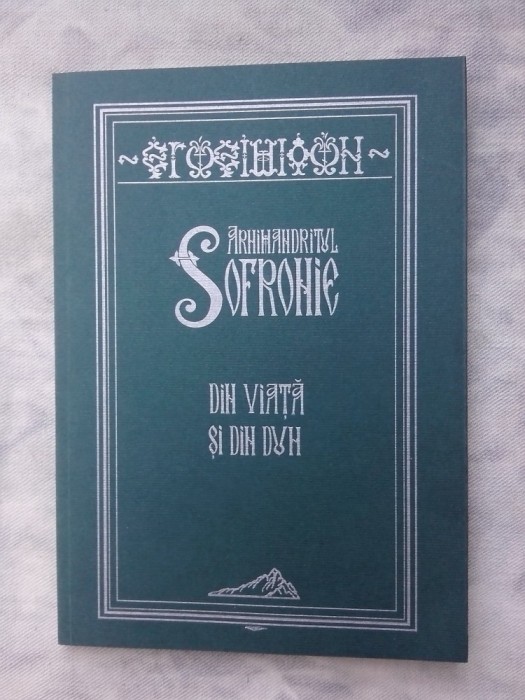 ARHIMANDRITUL
SOFRONIE
DIN VIAȚĂ
ȘI DIN DUH